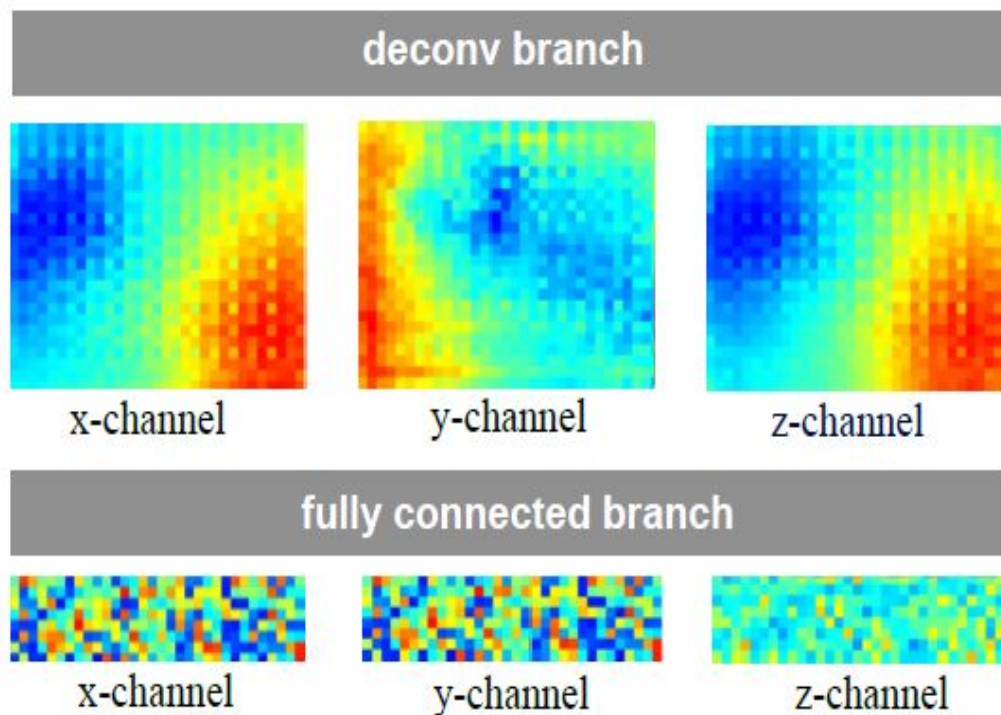 deconv branch
x-channel
y-channel
z-channel
fully connected branch
x-channel
y-channel
z-channel